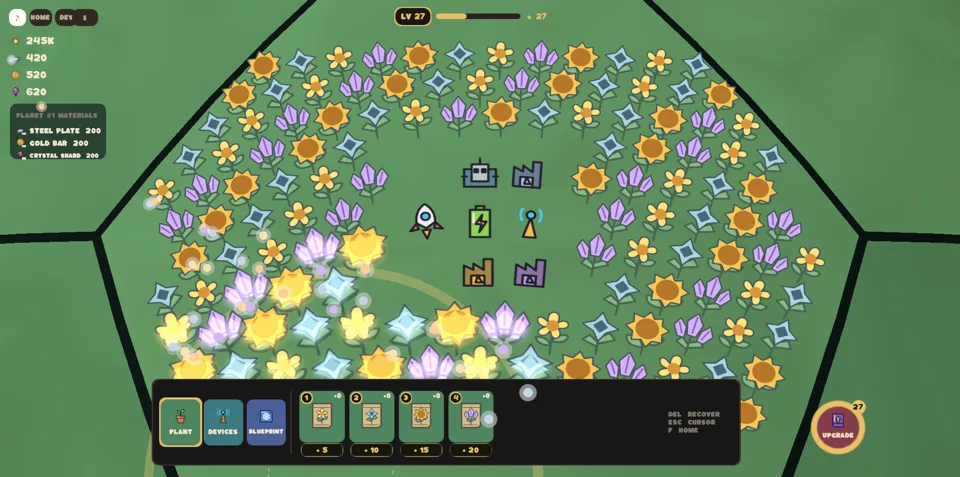 HOME
DEV
LV 27
27
245K
420
520
620
PLANET #1 MATERIALS
STEEL PLATE 200
GOLD BAR 200
CRYSTAL SHARD 200
PLANT
DEVICES
BLUEPRINT
1 ×0
2 ×0
3 ×0
4 ×0
5
10
15
20
DEL RECOVER
ESC CURSOR
F HOME
27
UPGRADE